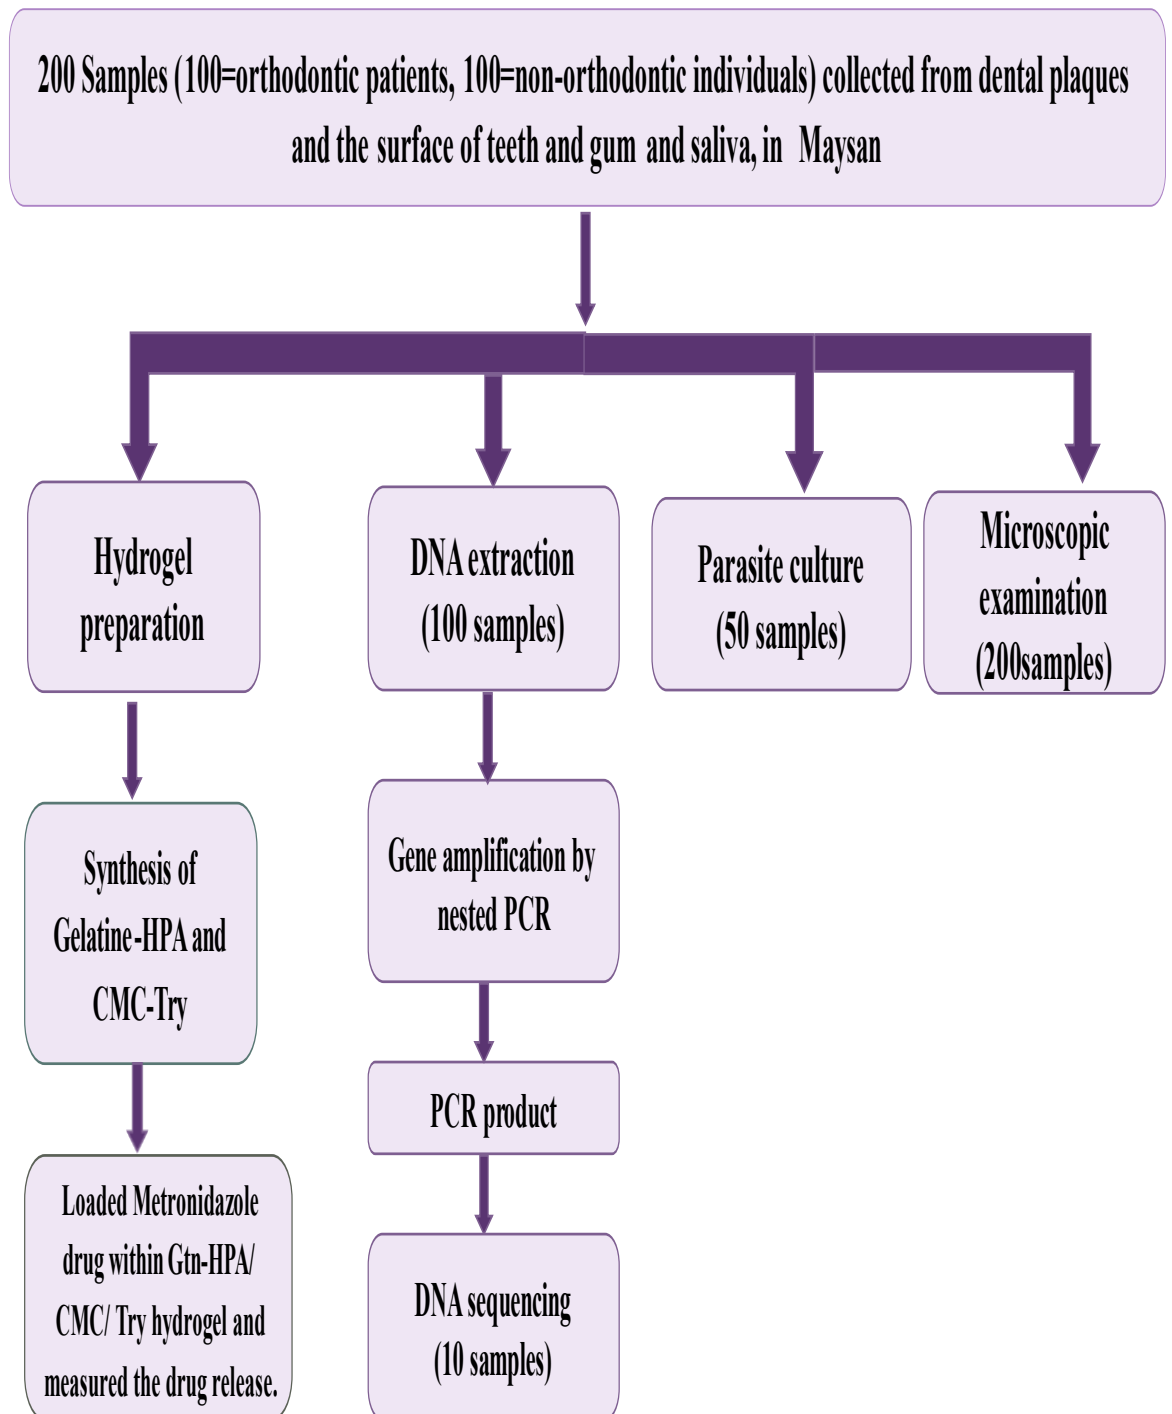 200 Samples (100=orthodontic patients, 100=non-orthodontic individuals) collected from dental plaques
and the surface of teeth and gum and saliva, in Maysan
Hydrogel
preparation
DNA extraction
(100 samples)
Parasite culture
(50 samples)
Microscopic
examination
(200samples)
Synthesis of
Gelatine-HPA and
CMC-Try
Gene amplification by
nested PCR
PCR product
Loaded Metronidazole
drug within Gtn-HPA/
CMC/ Try hydrogel and
measured the drug release.
DNA sequencing
(10 samples)